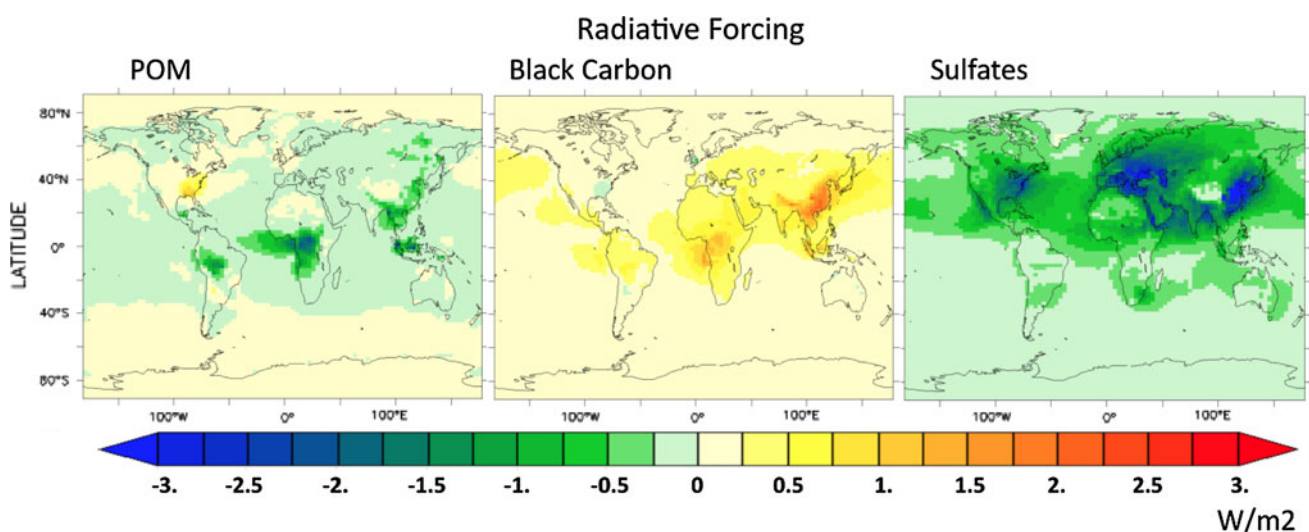 Radiative Forcing
POM Black Carbon Sulfates
80°N
40°N
0°
40°S
80°S
LATITUDE
100°W 0° 100°E 100°W 0° 100°E 100°W 0° 100°E
-3. -2.5 -2. -1.5 -1. -0.5 0 0.5 1. 1.5 2. 2.5 3.
W/m2